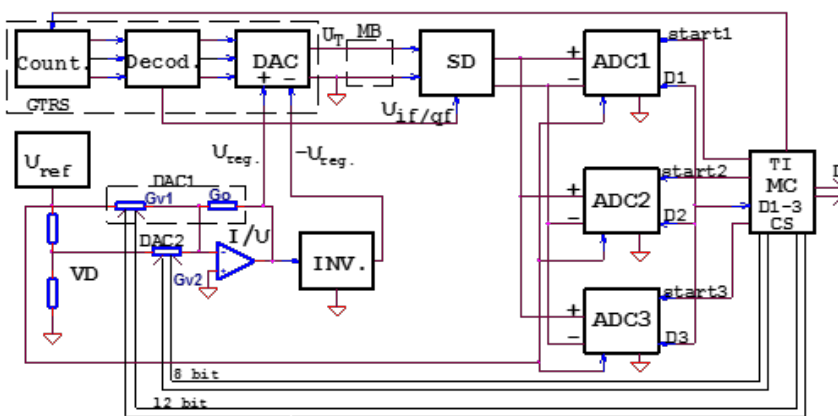 U_T MB
start1
+
Count. Decod. DAC
+ −
SD
ADC1
−
D1
GTRS
U_if/qf
U_reg. −U_reg.
U_ref
DAC1
Gv1 Go
TI
MC
D1-3
CS
start2
+
ADC2
−
D2
DAC2
I/U
−
+
Gv2
VD
INV.
start3
+
ADC3
−
D3
8 bit
12 bit